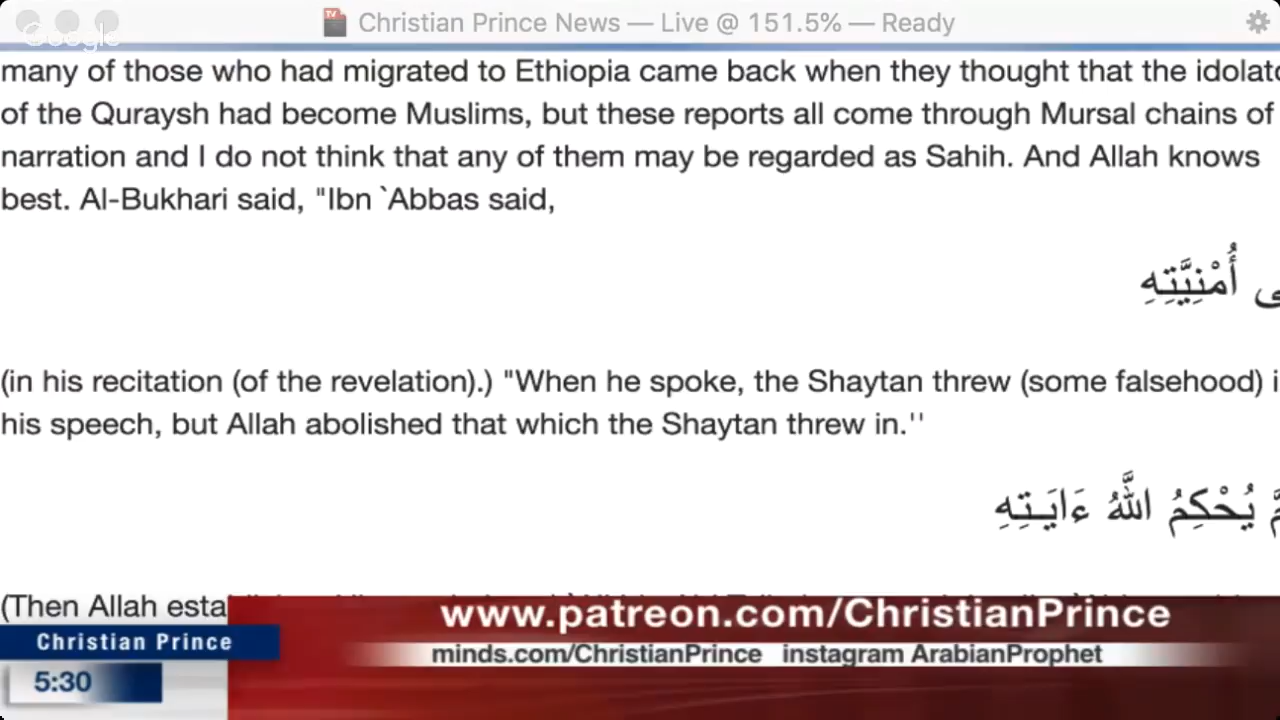 Christian Prince News — Live @ 151.5% — Ready
Google
many of those who had migrated to Ethiopia came back when they thought that the
of the Quraysh had become Muslims, but these reports all come through Mursal chains of
narration and I do not think that any of them may be regarded as Sahih. And Allah knows
best. Al-Bukhari said, "Ibn `Abbas said,
أُمْنِيَّتِهِ
(in his recitation (of the revelation).) "When he spoke, the Shaytan threw (some falsehood)
his speech, but Allah abolished that which the Shaytan threw in.''
يُحْكِمُ اللَّهُ ءَايَـتِهِ
(Then Allah
www.patreon.com/ChristianPrince
Christian Prince
minds.com/ChristianPrince instagram ArabianProphet
5:30